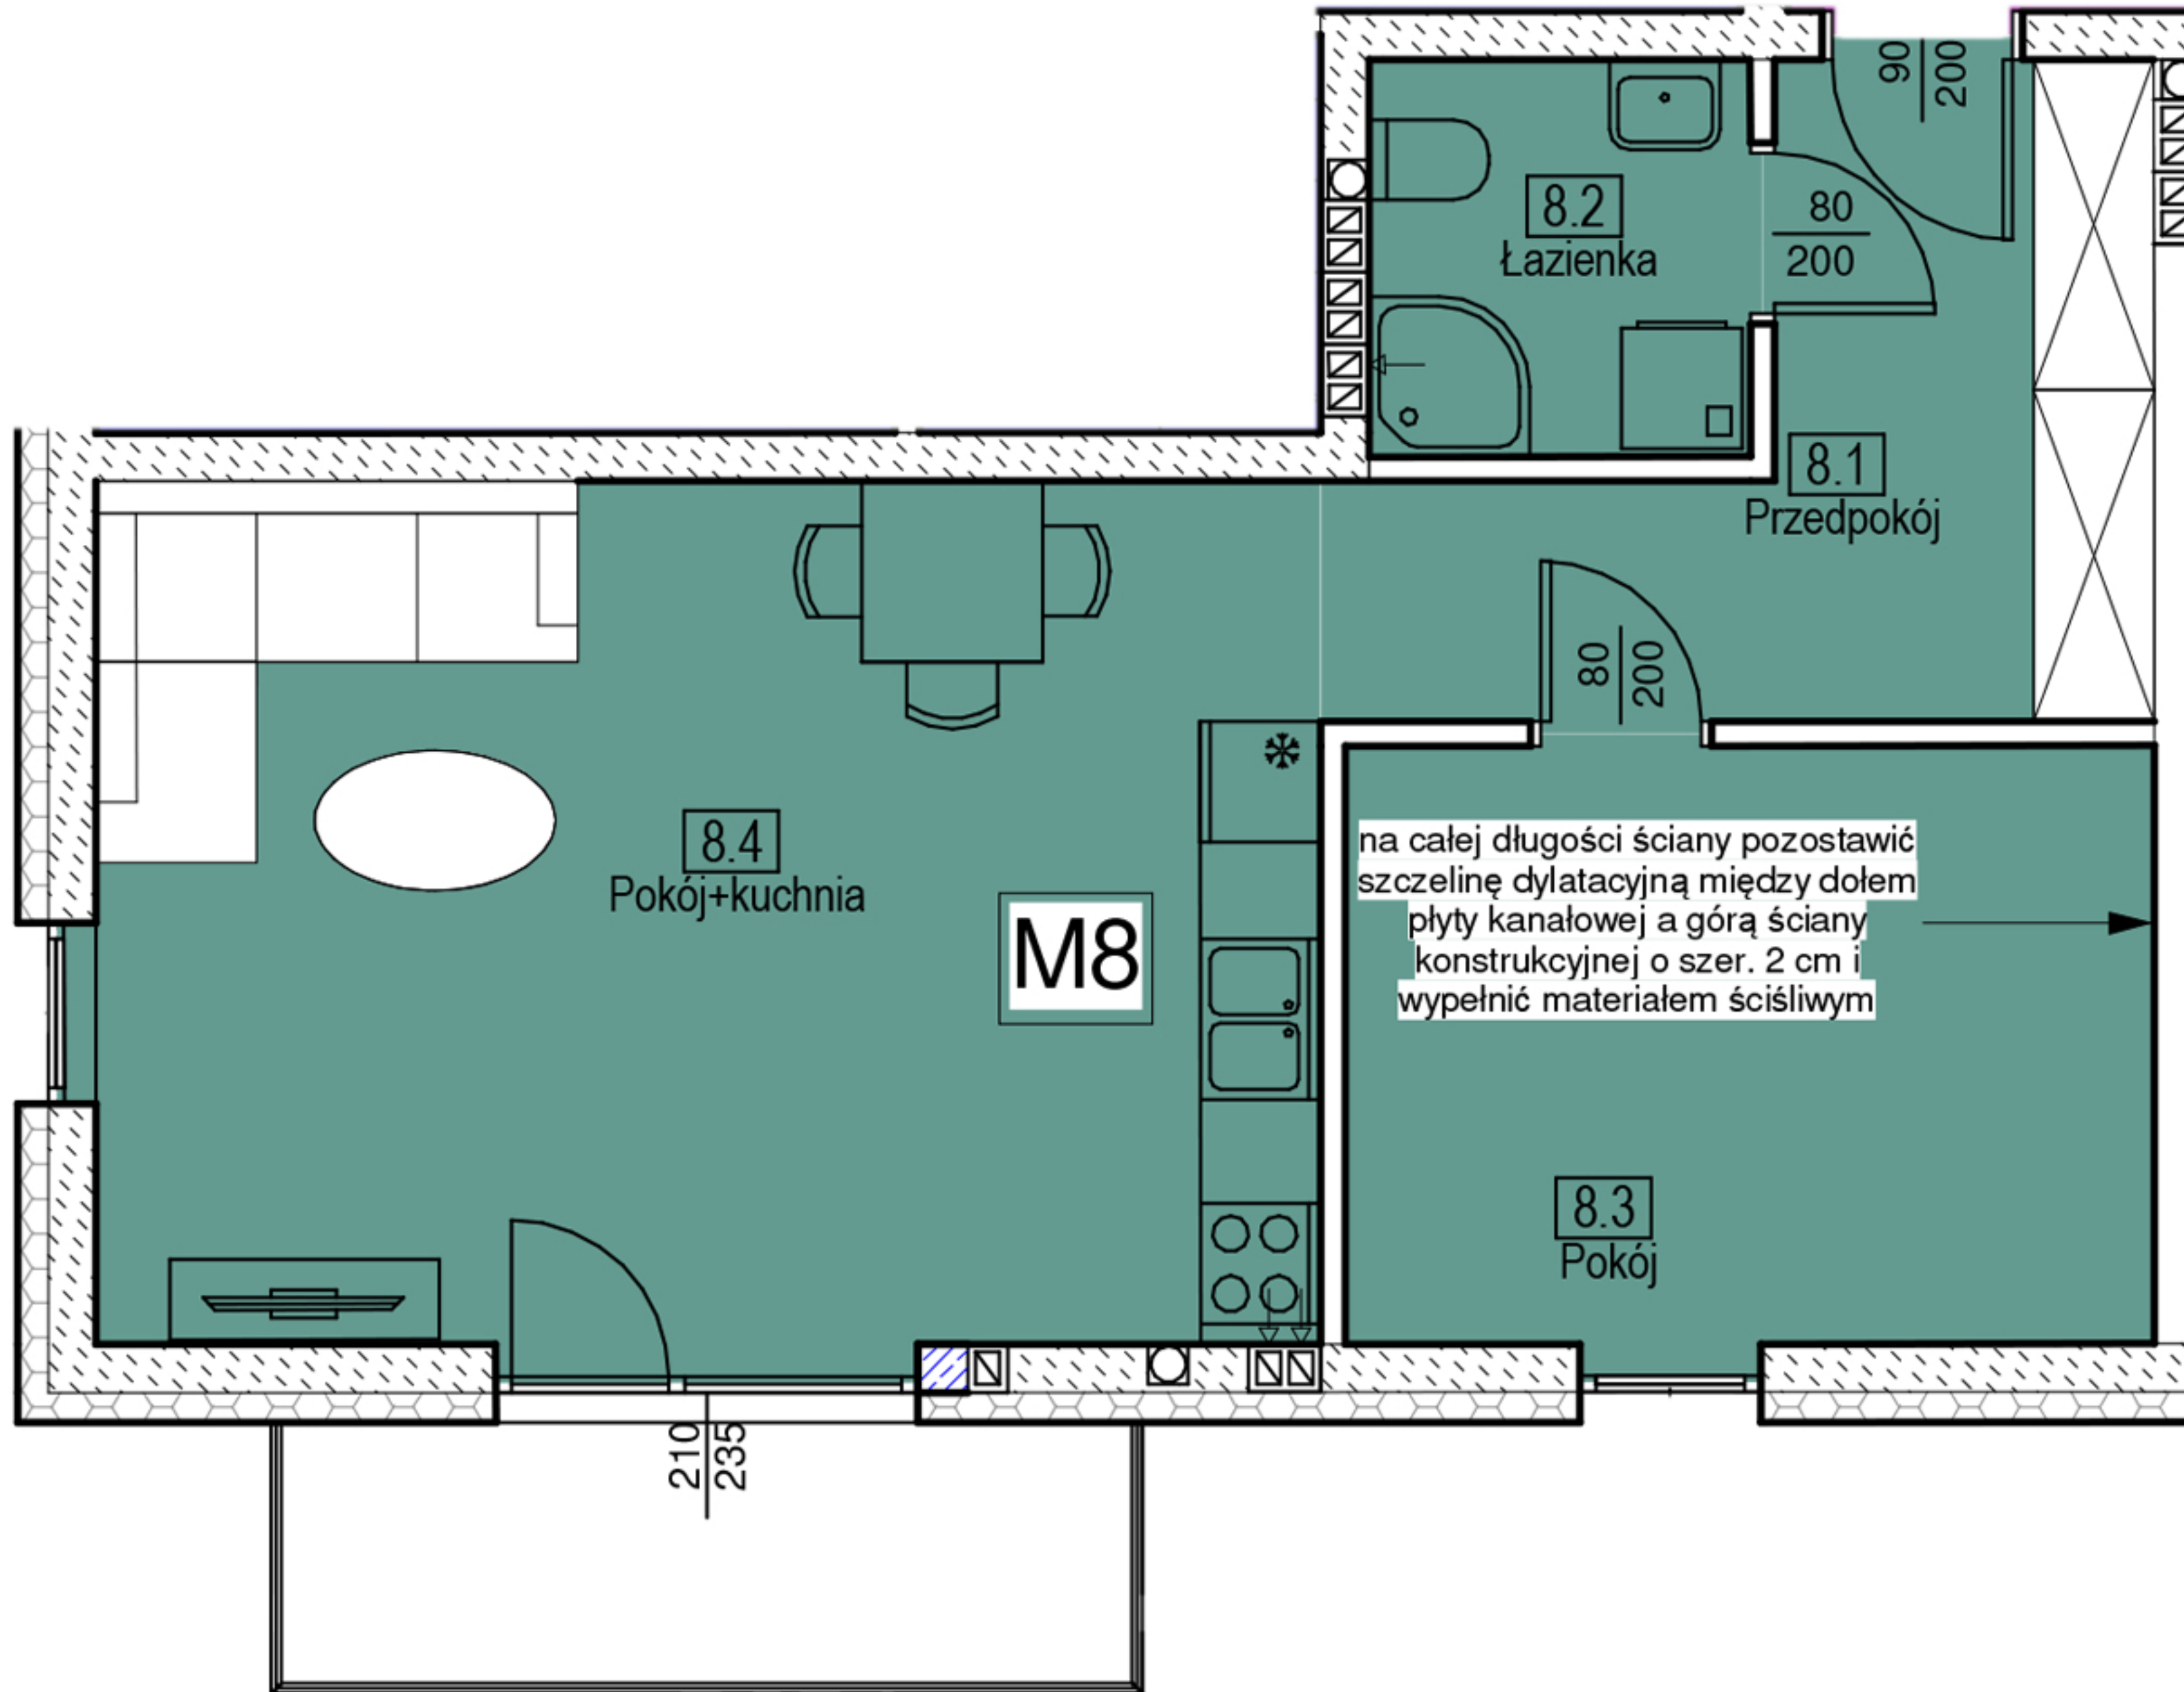 90
200
8.2
Łazienka
80
200
8.1
Przedpokój
80
200
8.4
Pokój+kuchnia
M8
na całej długości ściany pozostawić
szczelinę dylatacyjną między dołem
płyty kanałowej a górą ściany
konstrukcyjnej o szer. 2 cm i
wypełnić materiałem ściśliwym
8.3
Pokój
210
235